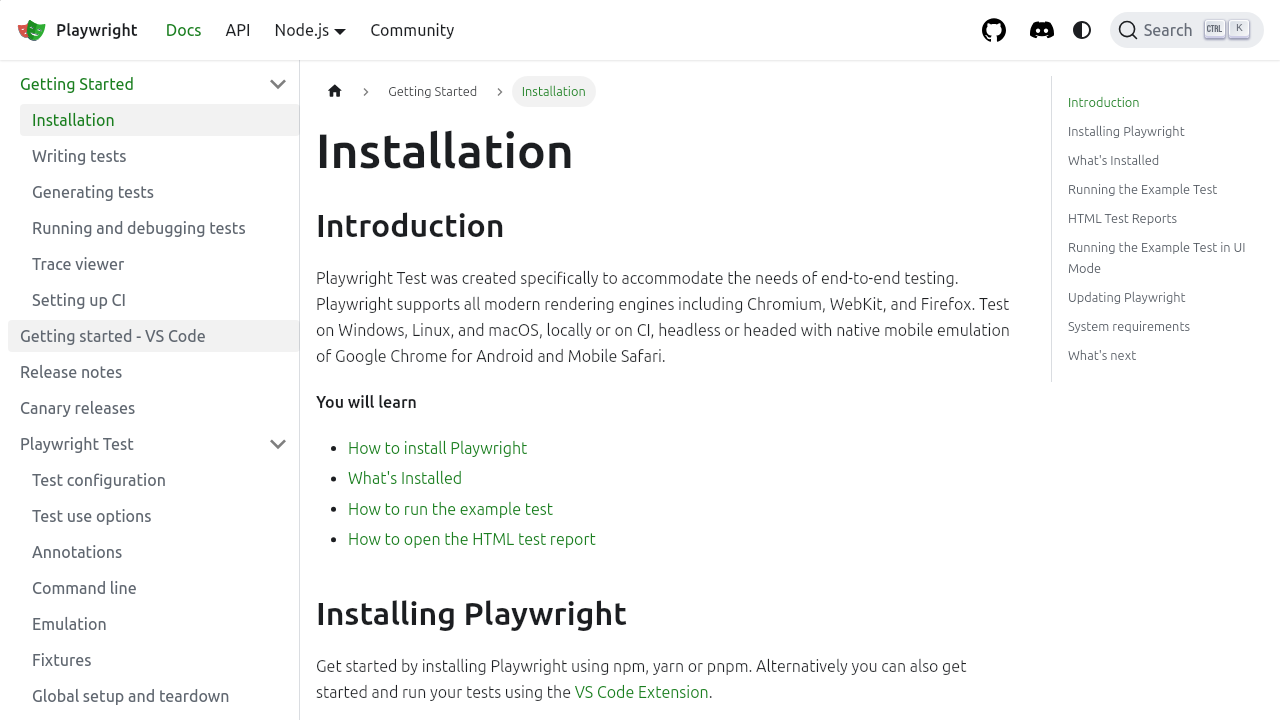 Playwright
Docs
API
Node.js
Community
Search
CTRL
K
Getting Started
Installation
Writing tests
Generating tests
Running and debugging tests
Trace viewer
Setting up CI
Getting started - VS Code
Release notes
Canary releases
Playwright Test
Test configuration
Test use options
Annotations
Command line
Emulation
Fixtures
Global setup and teardown
Getting Started
Installation
Installation
Introduction
Playwright Test was created specifically to accommodate the needs of end-to-end testing.
Playwright supports all modern rendering engines including Chromium, WebKit, and Firefox. Test
on Windows, Linux, and macOS, locally or on CI, headless or headed with native mobile emulation
of Google Chrome for Android and Mobile Safari.
You will learn
How to install Playwright
What's Installed
How to run the example test
How to open the HTML test report
Installing Playwright
Get started by installing Playwright using npm, yarn or pnpm. Alternatively you can also get
started and run your tests using the VS Code Extension.
Introduction
Installing Playwright
What's Installed
Running the Example Test
HTML Test Reports
Running the Example Test in UI
Mode
Updating Playwright
System requirements
What's next